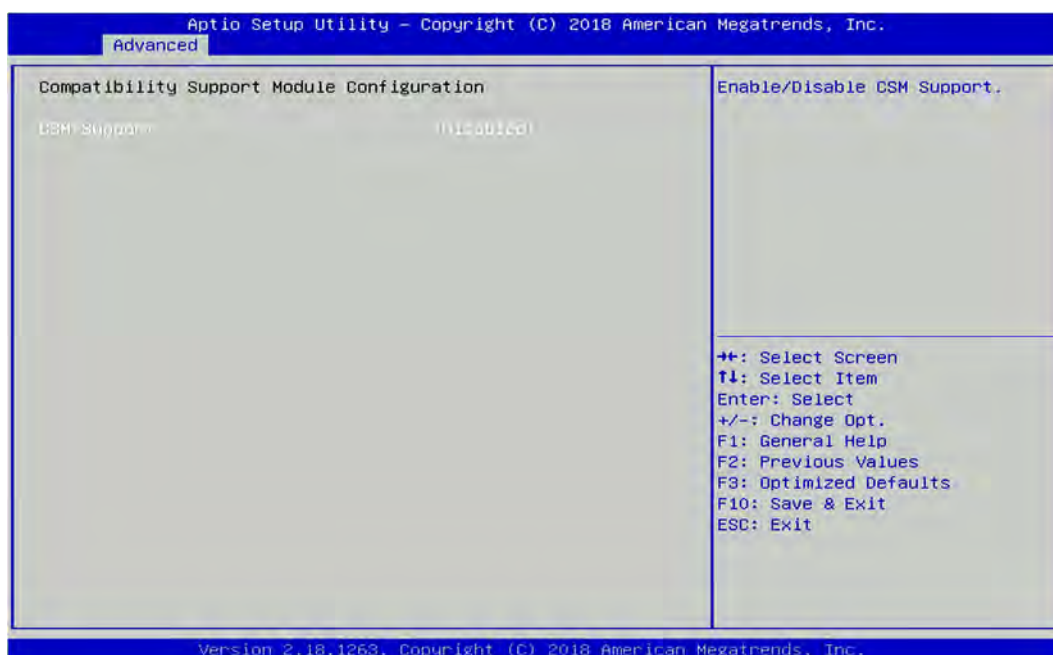 Aptio Setup Utility – Copyright (C) 2018 American Megatrends, Inc.
Advanced
Compatibility Support Module Configuration
CSM Support [Disabled]
Enable/Disable CSM Support.
→←: Select Screen
↑↓: Select Item
Enter: Select
+/-: Change Opt.
F1: General Help
F2: Previous Values
F3: Optimized Defaults
F10: Save & Exit
ESC: Exit
Version 2.18.1263. Copyright (C) 2018 American Megatrends, Inc.